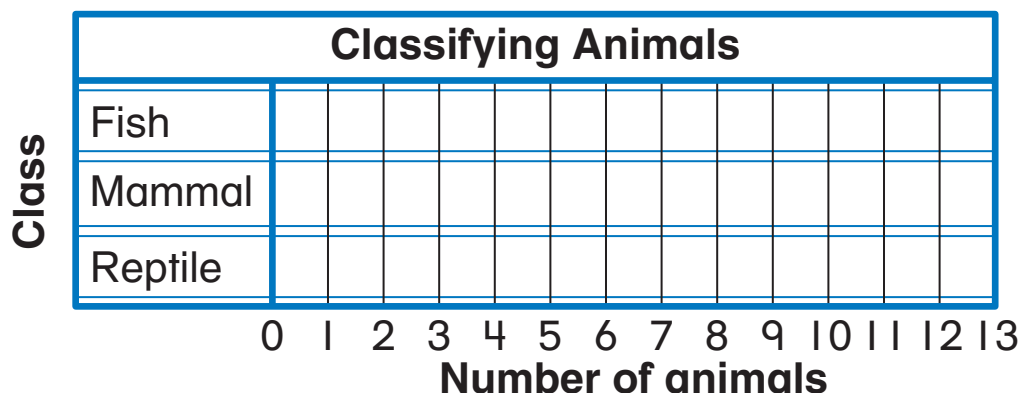 Classifying Animals
Class
Fish
Mammal
Reptile
0 1 2 3 4 5 6 7 8 9 10 11 12 13
Number of animals